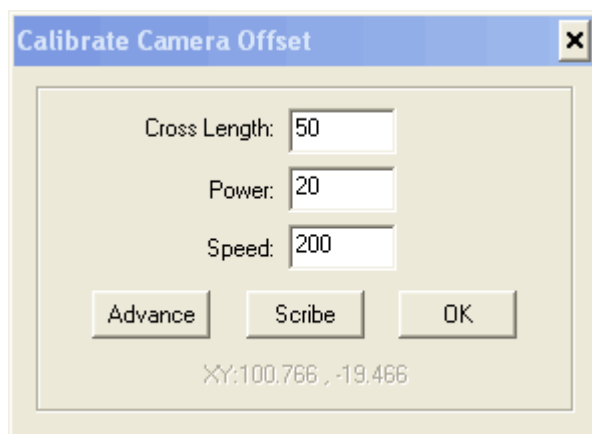 Calibrate Camera Offset
Cross Length: 50
Power: 20
Speed: 200
Advance Scribe OK
XY:100.766 , -19.466